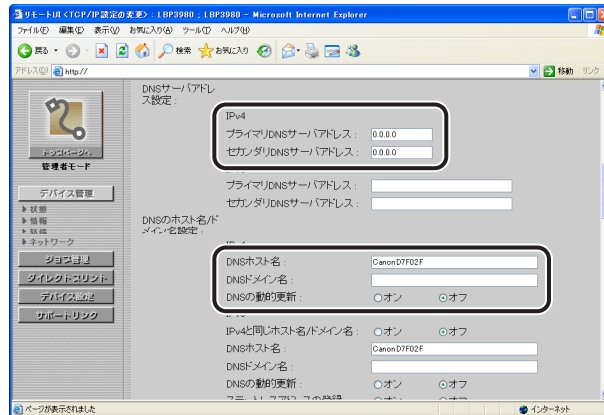 リモートUI <TCP/IP設定の変更> : LBP3980 ; LBP3980 - Microsoft Internet Explorer
ファイル(F) 編集(E) 表示(V) お気に入り(A) ツール(T) ヘルプ(H)
戻る 検索 お気に入り
アドレス(D) http:// 移動 リンク
トップページへ
管理者モード
デバイス管理
状態
情報
ネットワーク
ジョブ管理
ダイレクトプリント
デバイス設定
サポートリンク
DNSサーバアドレ
ス設定 :
IPv4
プライマリDNSサーバアドレス : 0.0.0.0
セカンダリDNSサーバアドレス : 0.0.0.0
プライマリDNSサーバアドレス :
セカンダリDNSサーバアドレス :
DNSのホスト名/ド
メイン名設定 :
DNSホスト名 : CanonD7F02F
DNSドメイン名 :
DNSの動的更新 : オン オフ
IPv4と同じホスト名/ドメイン名 : オン オフ
DNSホスト名 : CanonD7F02F
DNSドメイン名 :
DNSの動的更新 : オン オフ
ページが表示されました インターネット